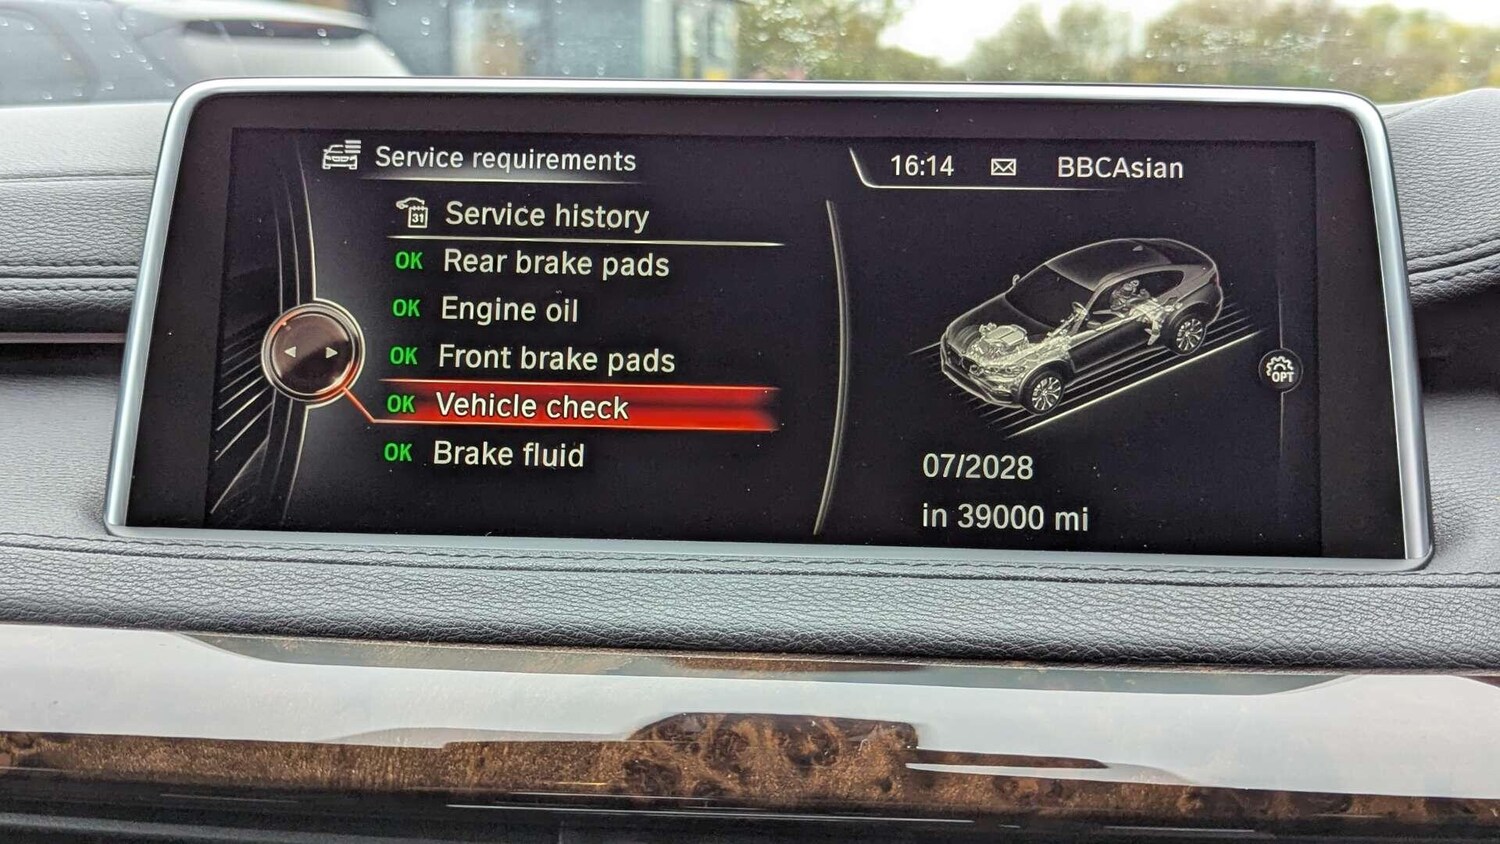 Service requirements
16:14 BBCAsian
31 Service history
OK Rear brake pads
OK Engine oil
OK Front brake pads
OK Vehicle check
OK Brake fluid
OPT
07/2028
in 39000 mi